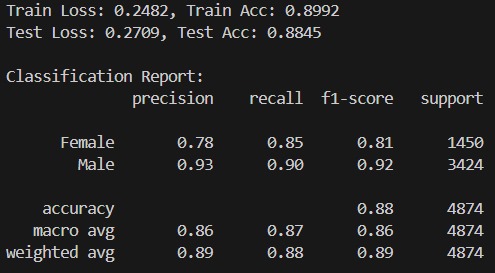 Train Loss: 0.2482, Train Acc: 0.8992
Test Loss: 0.2709, Test Acc: 0.8845
Classification Report:
precision recall f1-score support
Female 0.78 0.85 0.81 1450
Male 0.93 0.90 0.92 3424
accuracy 0.88 4874
macro avg 0.86 0.87 0.86 4874
weighted avg 0.89 0.88 0.89 4874